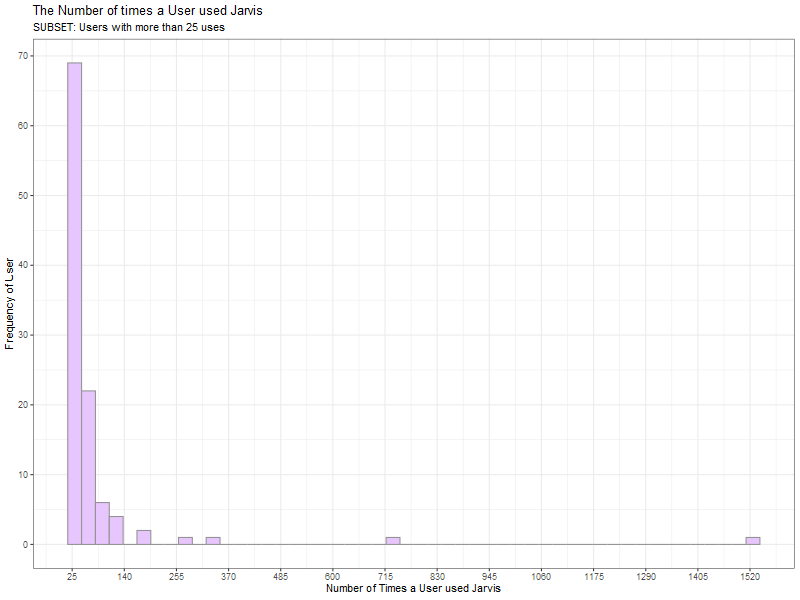 The Number of times a User used Jarvis
SUBSET: Users with more than 25 uses
Frequency of User
70
60
50
40
30
20
10
0
25 140 255 370 485 600 715 830 945 1060 1175 1290 1405 1520
Number of Times a User used Jarvis